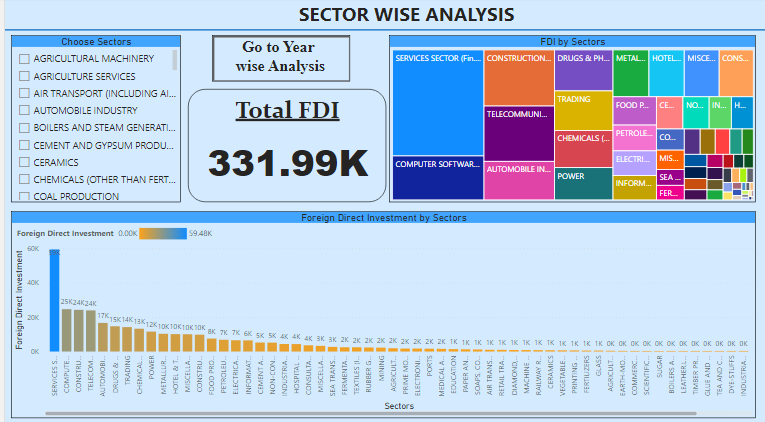 SECTOR WISE ANALYSIS
Choose Sectors
AGRICULTURAL MACHINERY
AGRICULTURE SERVICES
AIR TRANSPORT (INCLUDING AI...
AUTOMOBILE INDUSTRY
BOILERS AND STEAM GENERATI...
CEMENT AND GYPSUM PRODU...
CERAMICS
CHEMICALS (OTHER THAN FERT...
COAL PRODUCTION
Go to Year
wise Analysis
Total FDI
331.99K
FDI by Sectors
SERVICES SECTOR (Fin...
COMPUTER SOFTWAR...
CONSTRUCTION...
TELECOMMUNI...
AUTOMOBILE IN...
DRUGS & PH...
TRADING
CHEMICALS (...
POWER
METAL...
HOTEL...
MISCE...
CONS...
FOOD P...
PETROLE...
ELECTRI...
INFORM...
CE...
NO...
IN...
H...
CO...
MIS...
SEA ...
FER...
Foreign Direct Investment by Sectors
Foreign Direct Investment 0.00K 59.48K
Foreign Direct Investment
60K
40K
20K
0K
59K 25K 24K 24K 17K 15K 14K 13K 12K 10K 10K 10K 10K 8K 7K 7K 6K 5K 5K 4K 4K 4K 3K 3K 2K 2K 2K 2K 2K 2K 2K 2K 2K 1K 1K 1K 1K 1K 1K 1K 1K 1K 1K 1K 1K 0K 0K 0K 0K 0K 0K 0K 0K 0K 0K 0K 0K
SERVICES S...
COMPUTE...
CONSTRU...
TELECOM...
AUTOMOBI...
DRUGS & ...
TRADING
CHEMICAL...
POWER
METALLUR...
HOTEL & T...
MISCELLA...
CONSTRU...
FOOD PRO...
PETROLEU...
ELECTRICA...
INFORMAT...
CEMENT A...
NON-CON...
INDUSTRIA...
HOSPITAL ...
CONSULTA...
MISCELLA...
SEA TRANS...
FERMENTA...
TEXTILES (I...
RUBBER G...
MINING
AGRICULT...
PRIME MO...
ELECTRONI...
PORTS
MEDICAL A...
EDUCATION
PAPER AN...
SOAPS, CO...
AIR TRANS...
RETAIL TRA...
DIAMOND,...
MACHINE ...
RAILWAY R...
CERAMICS
VEGETABLE...
PRINTING ...
FERTILIZERS
GLASS
AGRICULT...
EARTH-MO...
COMMERC...
SCIENTIFIC...
SUGAR
BOILERS A...
LEATHER,...
TIMBER PR...
GLUE AND ...
TEA AND C...
DYE-STUFFS
INDUSTRIA...
Sectors